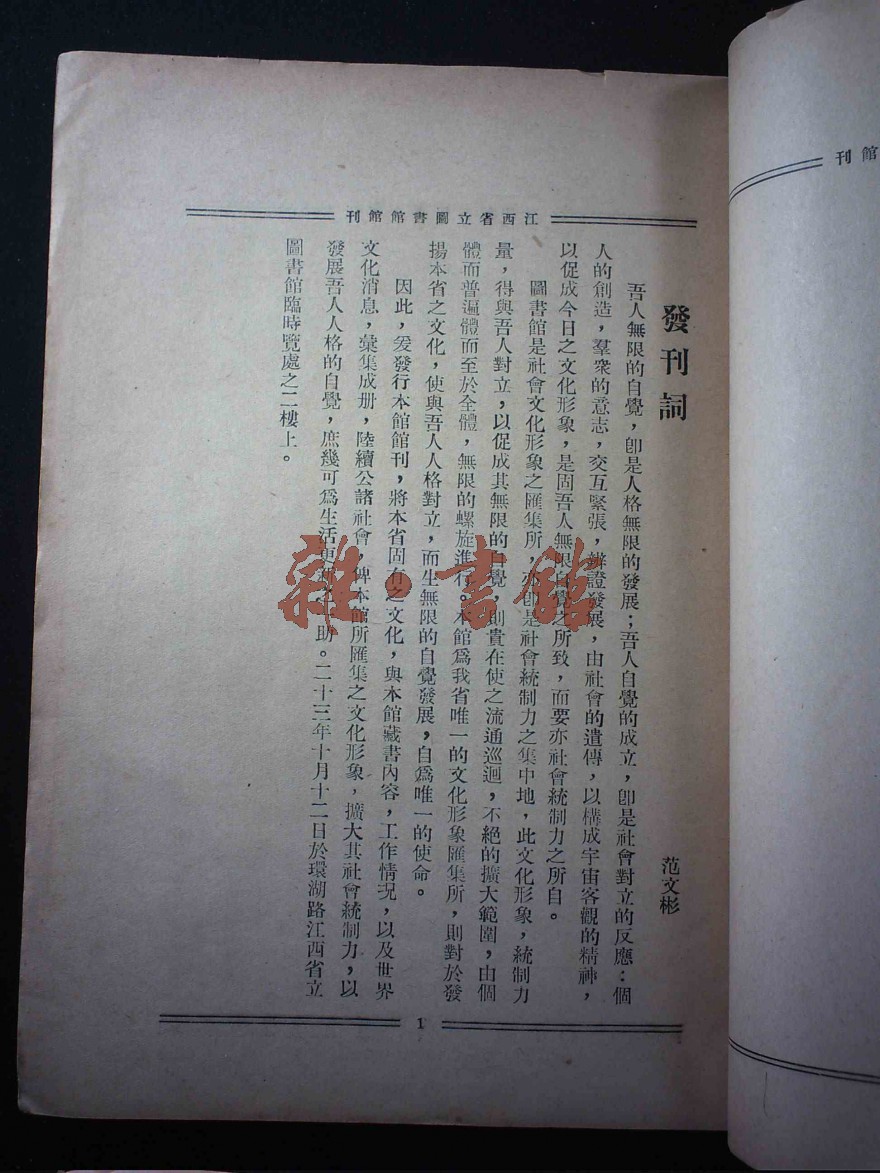 江西省立圖書館館刊
發刊詞
范文彬
吾人無限的自覺，卽是人格無限的發展；吾人自覺的成立，卽是社會對立的反應：個
人的創造，羣衆的意志，交互緊張，辨證發展，由社會的遺傳，以構成宇宙客觀的精神，
以促成今日之文化形象，是固吾人無限自覺之所致，而要亦社會統制力之所自。
圖書館是社會文化形象之匯集所，亦卽是社會統制力之集中地，此文化形象，統制力
量，得與吾人對立，以促成其無限的自覺，則貴在使之流通巡迴，不絕的擴大範圍，由個
體而普遍體而至於全體，無限的螺旋進行。本館爲我省唯一的文化形象匯集所，則對於發
揚本省之文化，使與吾人人格對立，而生無限的自覺發展，自爲唯一的使命。
因此，爰發行本館館刊，將本省固有之文化，與本館藏書內容，工作情況，以及世界
文化消息，彙集成册，陸續公諸社會，俾本館所匯集之文化形象，擴大其社會統制力，以
發展吾人人格的自覺，庶幾可爲生活更新之一助。二十三年十月十二日於環湖路江西省立
圖書館臨時覽處之二樓上。
1
館刊
雜·書館